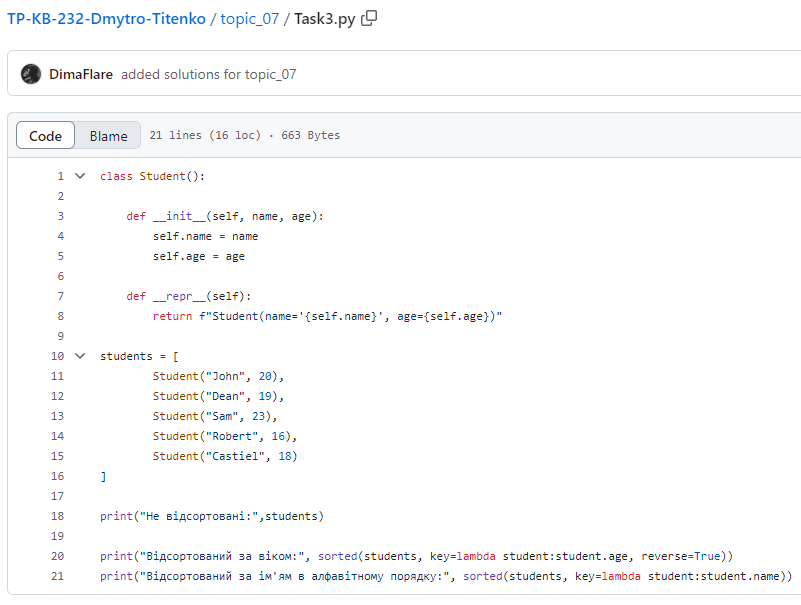 TP-KB-232-Dmytro-Titenko / topic_07 / Task3.py
DimaFlare added solutions for topic_07
Code Blame 21 lines (16 loc) · 663 Bytes
1 class Student():
2
3 def __init__(self, name, age):
4 self.name = name
5 self.age = age
6
7 def __repr__(self):
8 return f"Student(name='{self.name}', age={self.age})"
9
10 students = [
11 Student("John", 20),
12 Student("Dean", 19),
13 Student("Sam", 23),
14 Student("Robert", 16),
15 Student("Castiel", 18)
16 ]
17
18 print("Не відсортовані:",students)
19
20 print("Відсортований за віком:", sorted(students, key=lambda student:student.age, reverse=True))
21 print("Відсортований за ім'ям в алфавітному порядку:", sorted(students, key=lambda student:student.name))